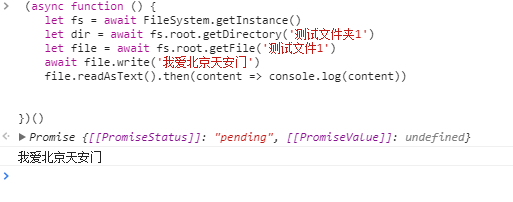 > (async function () {
let fs = await FileSystem.getInstance()
let dir = await fs.root.getDirectory('测试文件夹1')
let file = await fs.root.getFile('测试文件1')
await file.write('我爱北京天安门')
file.readAsText().then(content => console.log(content))
})()
Promise {[[PromiseStatus]]: "pending", [[PromiseValue]]: undefined}
我爱北京天安门
>